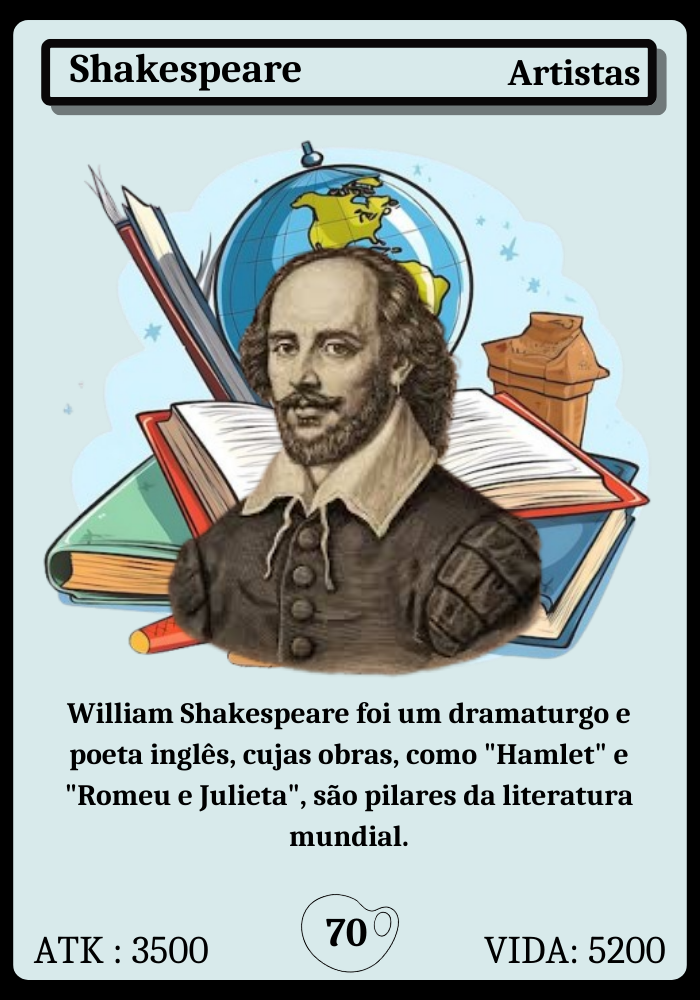 Shakespeare
Artistas
William Shakespeare foi um dramaturgo e
poeta inglês, cujas obras, como "Hamlet" e
"Romeu e Julieta", são pilares da literatura
mundial.
70
ATK : 3500
VIDA: 5200